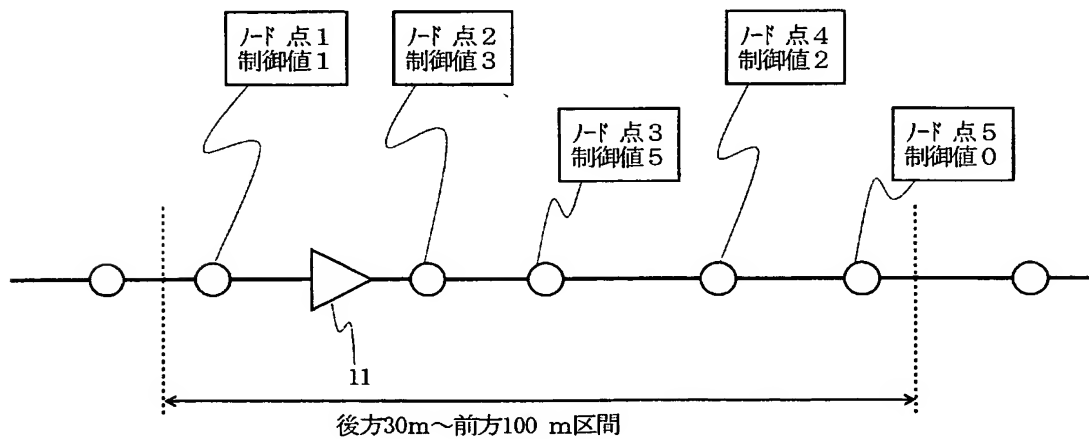 ノード 点1
制御値1
ノード 点2
制御値3
ノード 点4
制御値2
ノード 点3
制御値5
ノード 点5
制御値0
11
後方30m～前方100 m区間